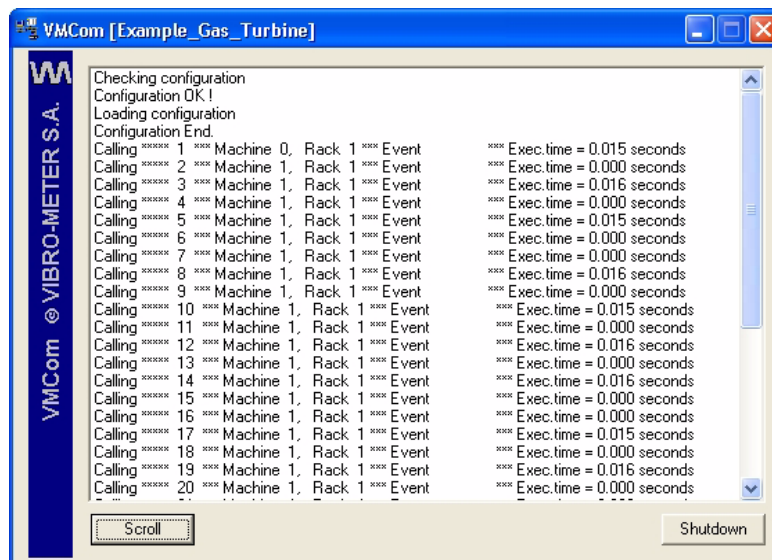 VMCom [Example_Gas_Turbine]
VMCom © VIBRO-METER S.A.
Checking configuration
Configuration OK !
Loading configuration
Configuration End.
Calling ***** 1 *** Machine 0, Rack 1 *** Event *** Exec.time = 0.015 seconds
Calling ***** 2 *** Machine 1, Rack 1 *** Event *** Exec.time = 0.000 seconds
Calling ***** 3 *** Machine 1, Rack 1 *** Event *** Exec.time = 0.016 seconds
Calling ***** 4 *** Machine 1, Rack 1 *** Event *** Exec.time = 0.000 seconds
Calling ***** 5 *** Machine 1, Rack 1 *** Event *** Exec.time = 0.015 seconds
Calling ***** 6 *** Machine 1, Rack 1 *** Event *** Exec.time = 0.000 seconds
Calling ***** 7 *** Machine 1, Rack 1 *** Event *** Exec.time = 0.000 seconds
Calling ***** 8 *** Machine 1, Rack 1 *** Event *** Exec.time = 0.016 seconds
Calling ***** 9 *** Machine 1, Rack 1 *** Event *** Exec.time = 0.000 seconds
Calling ***** 10 *** Machine 1, Rack 1 *** Event *** Exec.time = 0.015 seconds
Calling ***** 11 *** Machine 1, Rack 1 *** Event *** Exec.time = 0.000 seconds
Calling ***** 12 *** Machine 1, Rack 1 *** Event *** Exec.time = 0.016 seconds
Calling ***** 13 *** Machine 1, Rack 1 *** Event *** Exec.time = 0.000 seconds
Calling ***** 14 *** Machine 1, Rack 1 *** Event *** Exec.time = 0.016 seconds
Calling ***** 15 *** Machine 1, Rack 1 *** Event *** Exec.time = 0.000 seconds
Calling ***** 16 *** Machine 1, Rack 1 *** Event *** Exec.time = 0.000 seconds
Calling ***** 17 *** Machine 1, Rack 1 *** Event *** Exec.time = 0.015 seconds
Calling ***** 18 *** Machine 1, Rack 1 *** Event *** Exec.time = 0.000 seconds
Calling ***** 19 *** Machine 1, Rack 1 *** Event *** Exec.time = 0.016 seconds
Calling ***** 20 *** Machine 1, Rack 1 *** Event *** Exec.time = 0.000 seconds
Scroll
Shutdown